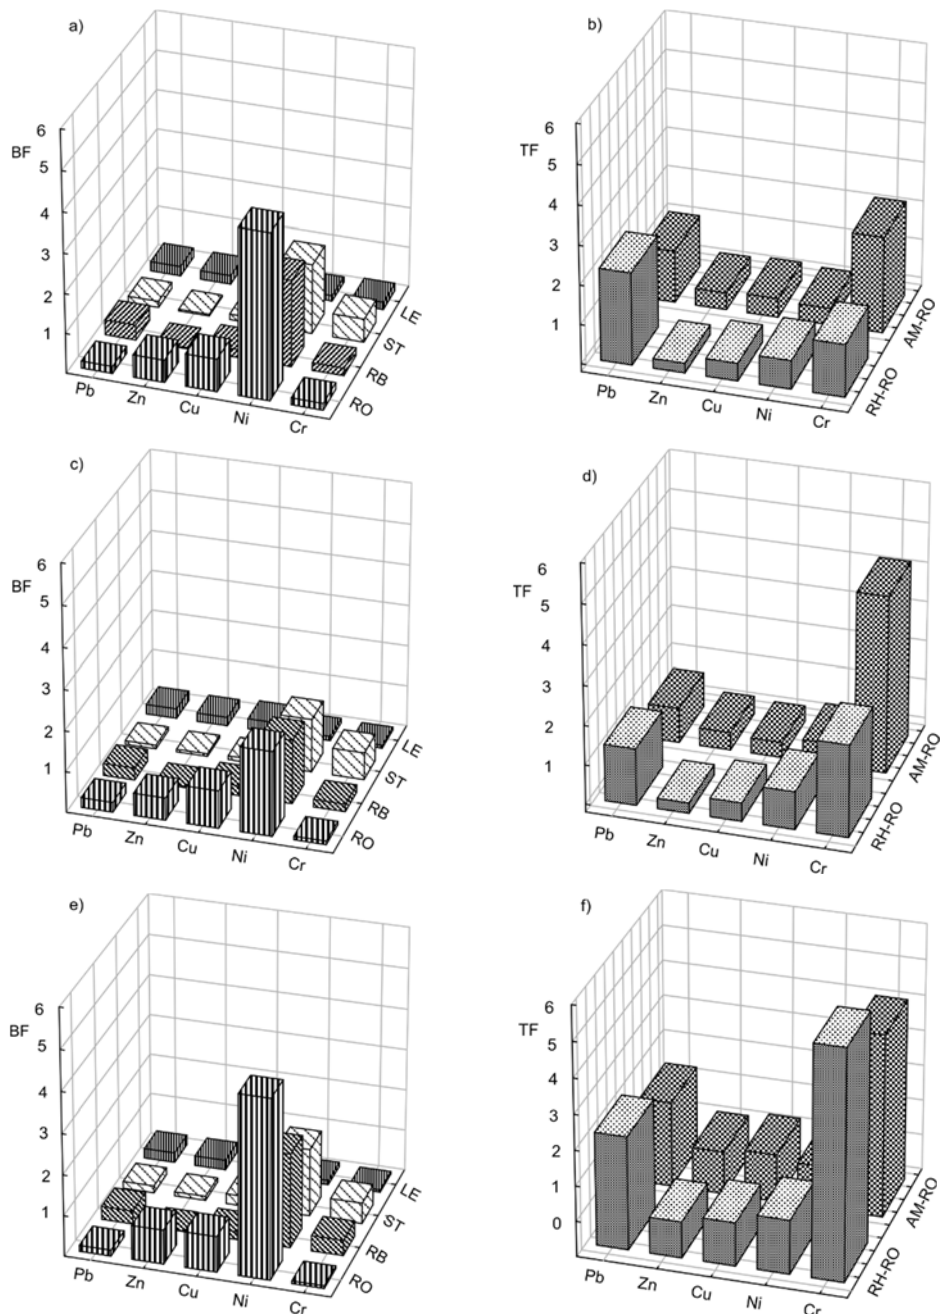 a)
6
BF
5
4
3
2
1
Pb
Zn
Cu
Ni
Cr
LE
ST
RB
RO
b)
6
TF
5
4
3
2
1
Pb
Zn
Cu
Ni
Cr
AM-RO
RH-RO
c)
6
BF
5
4
3
2
1
Pb
Zn
Cu
Ni
Cr
LE
ST
RB
RO
d)
6
TF
5
4
3
2
1
Pb
Zn
Cu
Ni
Cr
AM-RO
RH-RO
e)
6
BF
5
4
3
2
1
Pb
Zn
Cu
Ni
Cr
LE
ST
RB
RO
f)
6
TF
5
4
3
2
1
0
Pb
Zn
Cu
Ni
Cr
AM-RO
RH-RO